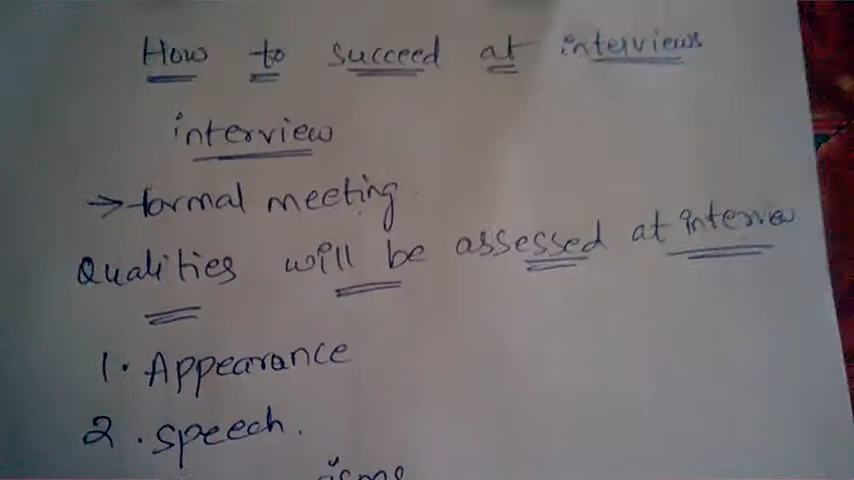 How to succeed at interviews
interview
→ formal meeting
Qualities will be assessed at interview
1. Appearance
2. speech.